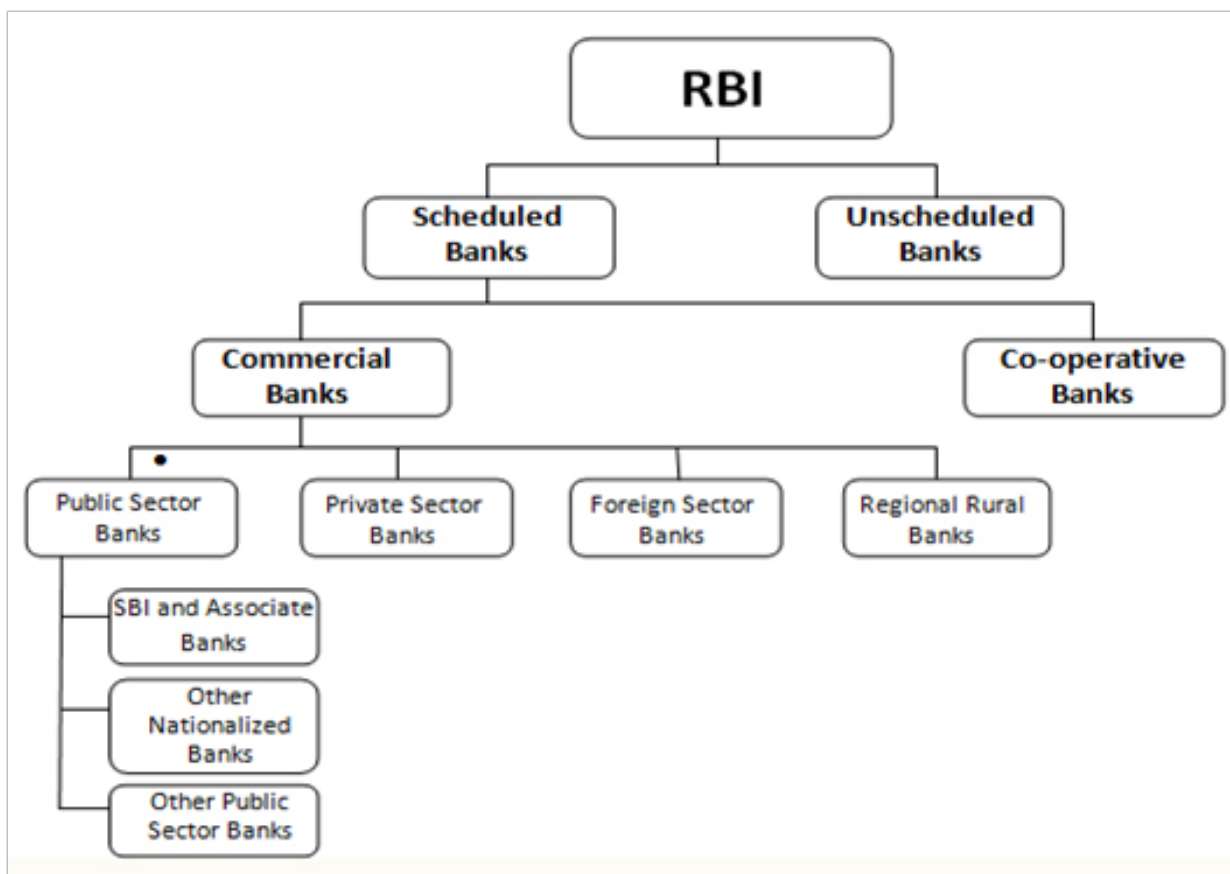 RBI
Scheduled
Banks
Unscheduled
Banks
Commercial
Banks
Co-operative
Banks
Public Sector
Banks
Private Sector
Banks
Foreign Sector
Banks
Regional Rural
Banks
SBI and Associate
Banks
Other
Nationalized
Banks
Other Public
Sector Banks